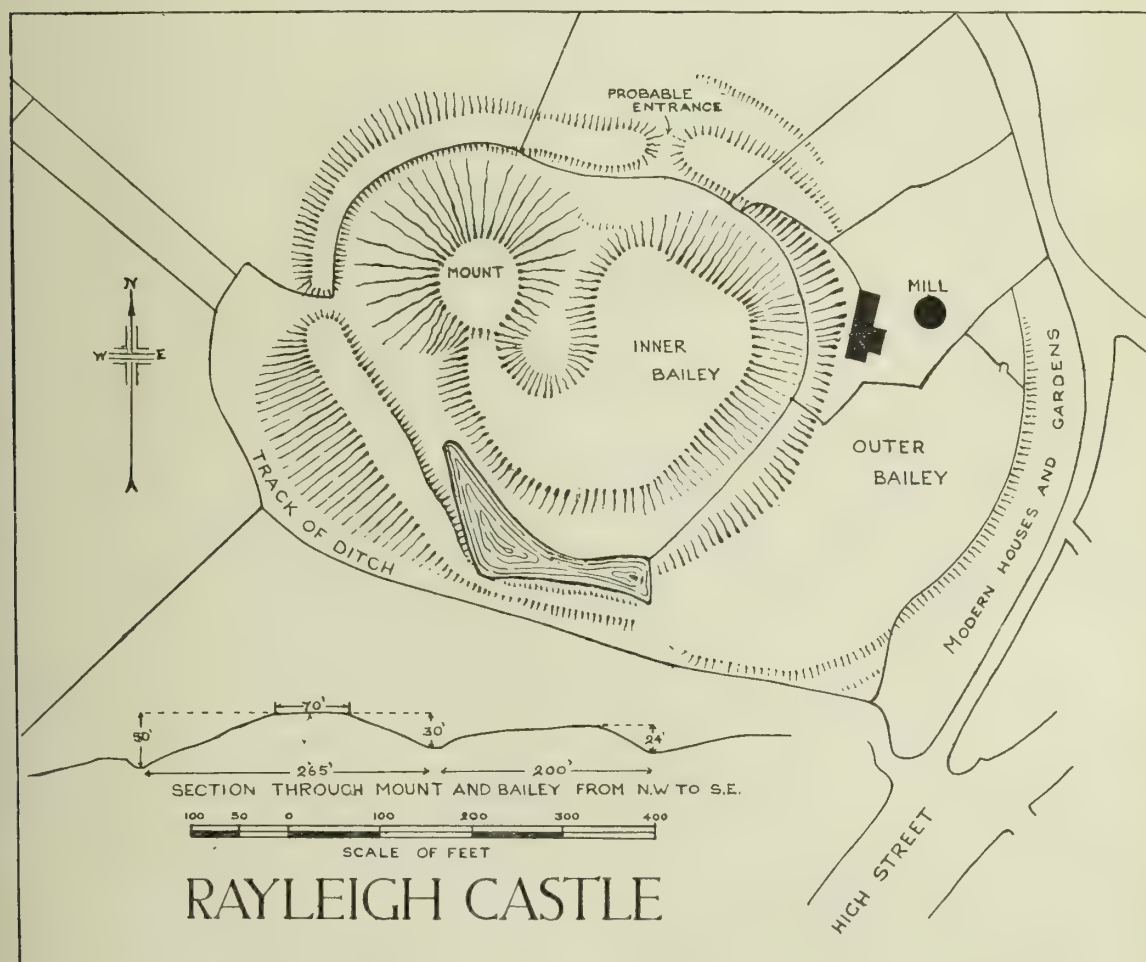 PROBABLE
ENTRANCE
MOUNT
MILL
N
W E
INNER
BAILEY
OUTER
BAILEY
TRACK OF DITCH
MODERN HOUSES AND GARDENS
70'
50'
30'
24'
265'
200'
SECTION THROUGH MOUNT AND BAILEY FROM N.W TO S.E.
100 50 0 100 200 300 400
SCALE OF FEET
HIGH STREET
RAYLEIGH CASTLE